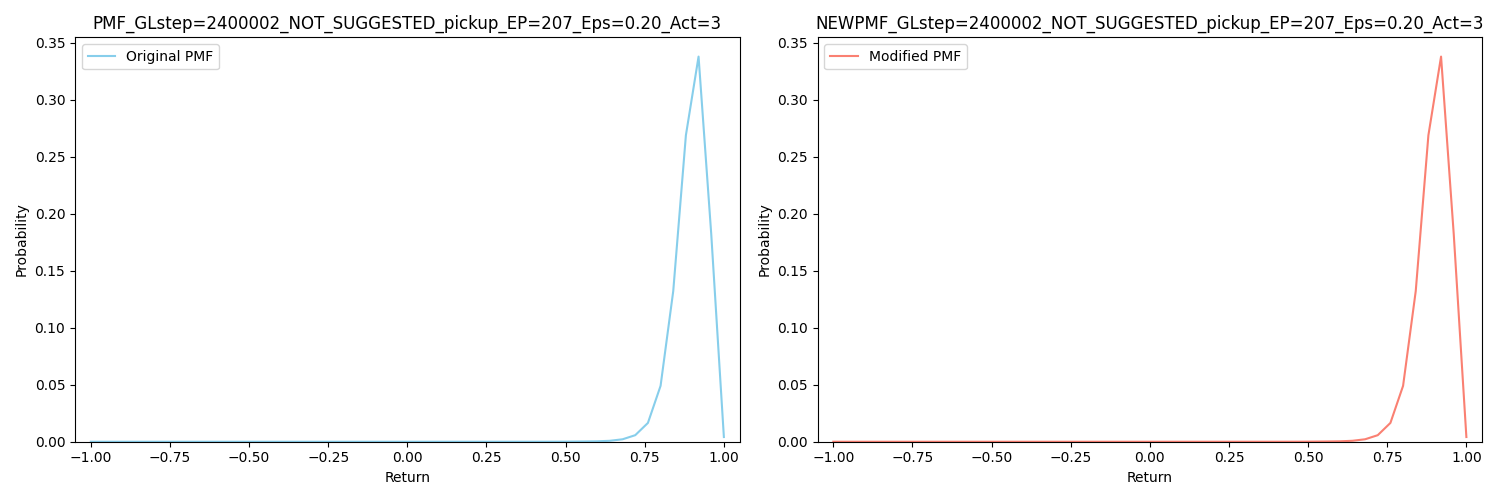 PMF_GLstep=2400002_NOT_SUGGESTED_pickup_EP=207_Eps=0.20_Act=3
Original PMF
Probability
0.35
0.30
0.25
0.20
0.15
0.10
0.05
0.00
−1.00 −0.75 −0.50 −0.25 0.00 0.25 0.50 0.75 1.00
Return
NEWPMF_GLstep=2400002_NOT_SUGGESTED_pickup_EP=207_Eps=0.20_Act=3
Modified PMF
Probability
0.35
0.30
0.25
0.20
0.15
0.10
0.05
0.00
−1.00 −0.75 −0.50 −0.25 0.00 0.25 0.50 0.75 1.00
Return